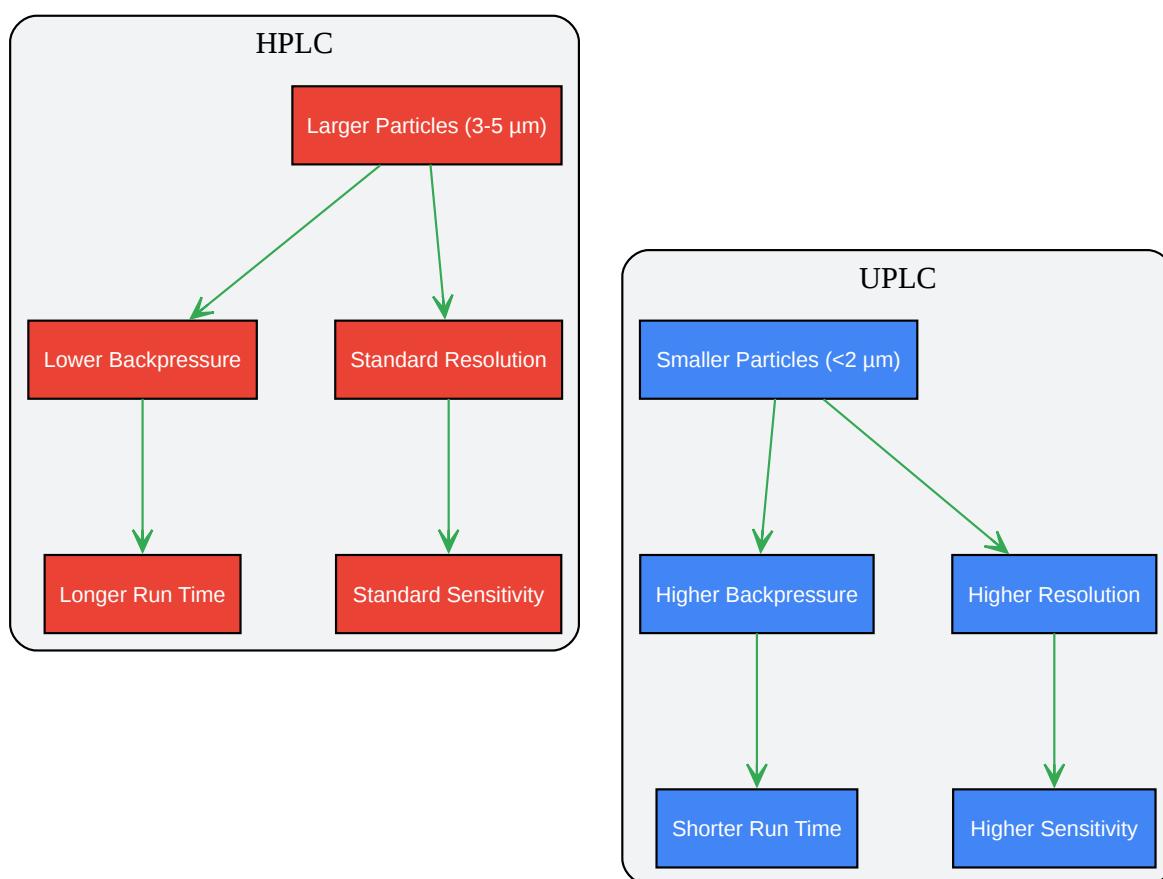 HPLC
Larger Particles (3-5 µm)
Lower Backpressure
Standard Resolution
Longer Run Time
Standard Sensitivity
UPLC
Smaller Particles (<2 µm)
Higher Backpressure
Higher Resolution
Shorter Run Time
Higher Sensitivity